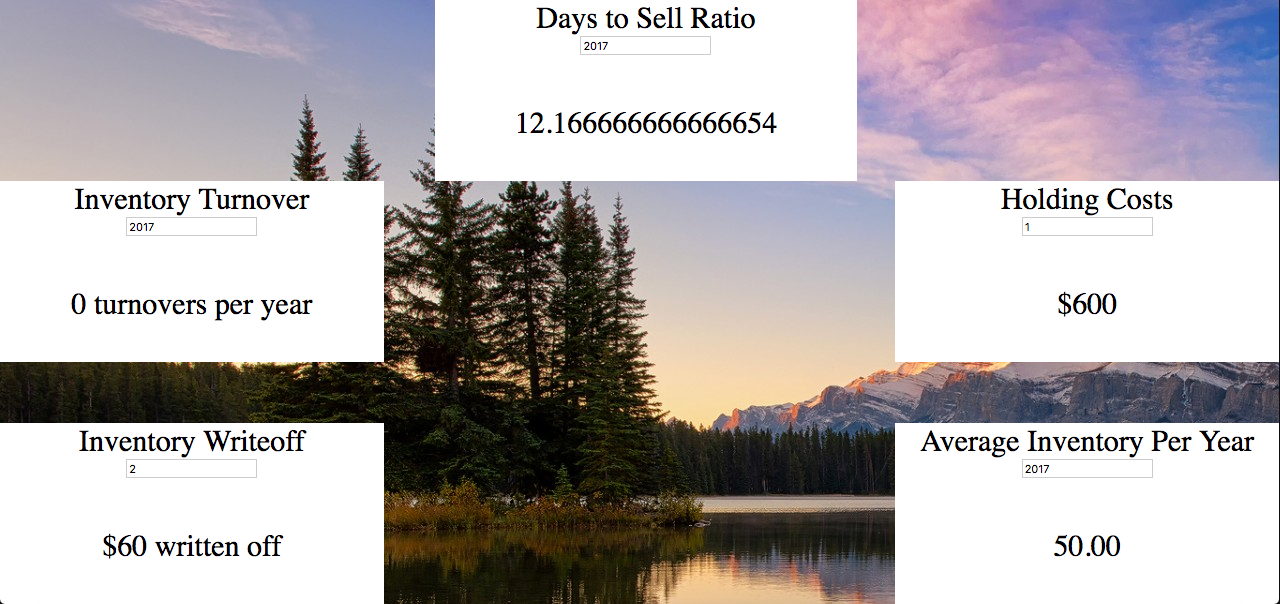 Days to Sell Ratio
2017
12.166666666666654
Inventory Turnover
2017
0 turnovers per year
Holding Costs
1
$600
Inventory Writeoff
2
$60 written off
Average Inventory Per Year
2017
50.00